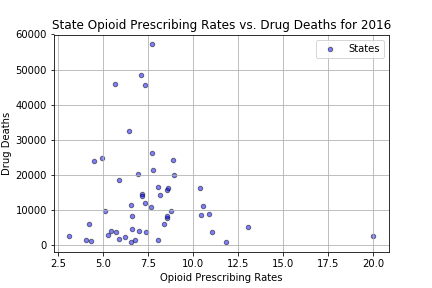 State Opioid Prescribing Rates vs. Drug Deaths for 2016
States
60000
50000
40000
30000
20000
10000
0
Drug Deaths
2.5 5.0 7.5 10.0 12.5 15.0 17.5 20.0
Opioid Prescribing Rates